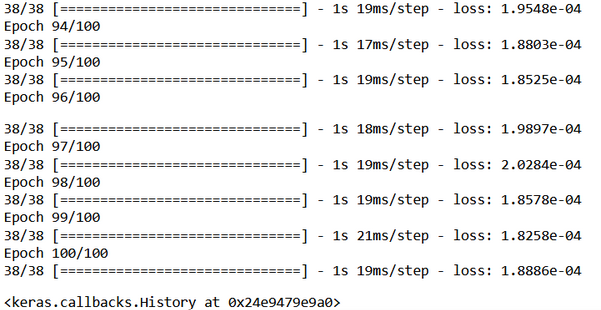 38/38 [==============================] - 1s 19ms/step - loss: 1.9548e-04
Epoch 94/100
38/38 [==============================] - 1s 17ms/step - loss: 1.8803e-04
Epoch 95/100
38/38 [==============================] - 1s 19ms/step - loss: 1.8525e-04
Epoch 96/100
38/38 [==============================] - 1s 18ms/step - loss: 1.9897e-04
Epoch 97/100
38/38 [==============================] - 1s 19ms/step - loss: 2.0284e-04
Epoch 98/100
38/38 [==============================] - 1s 19ms/step - loss: 1.8578e-04
Epoch 99/100
38/38 [==============================] - 1s 21ms/step - loss: 1.8258e-04
Epoch 100/100
38/38 [==============================] - 1s 19ms/step - loss: 1.8886e-04
<keras.callbacks.History at 0x24e9479e9a0>